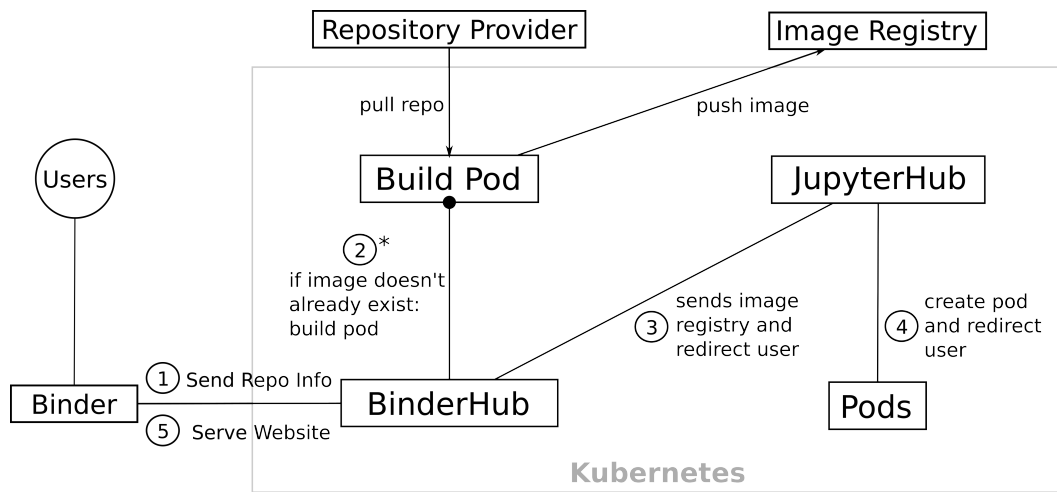 Repository Provider
Image Registry
pull repo
push image
Users
Build Pod
JupyterHub
2 *
if image doesn't
already exist:
build pod
3
sends image
registry and
redirect user
4
create pod
and redirect
user
1 Send Repo Info
Binder
BinderHub
Pods
5 Serve Website
Kubernetes